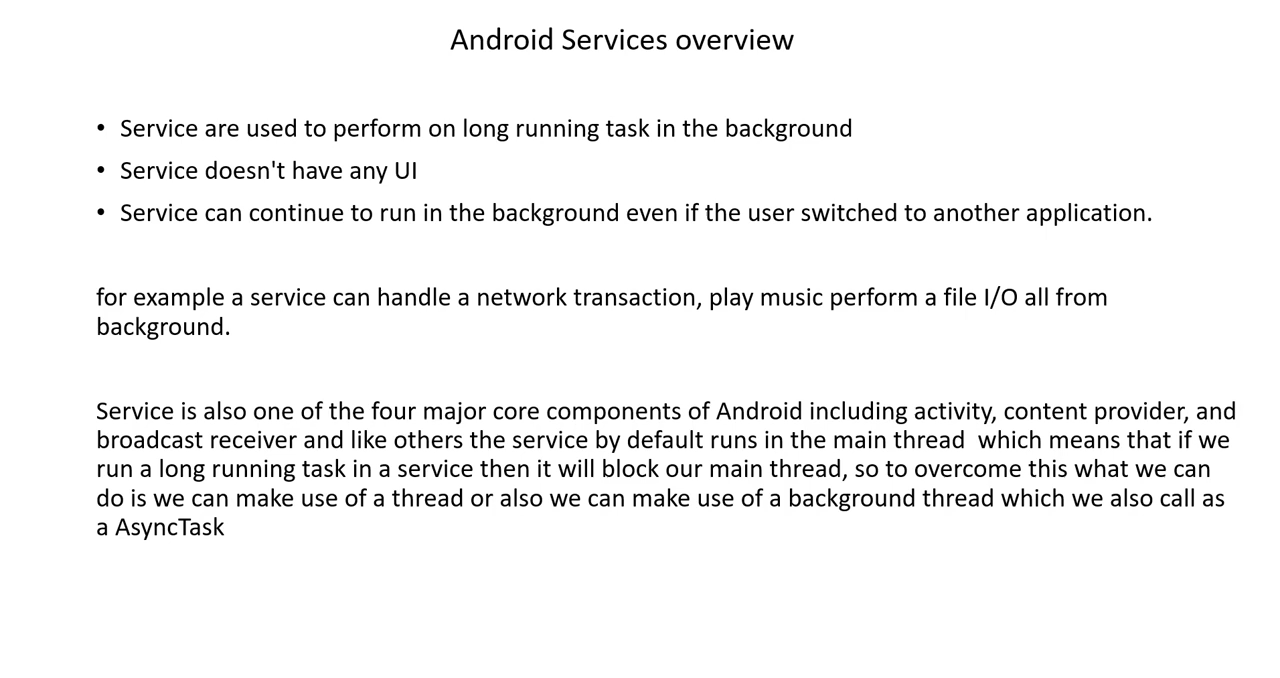 Android Services overview
• Service are used to perform on long running task in the background
• Service doesn't have any UI
• Service can continue to run in the background even if the user switched to another application.
for example a service can handle a network transaction, play music perform a file I/O all from
background.
Service is also one of the four major core components of Android including activity, content provider, and
broadcast receiver and like others the service by default runs in the main thread  which means that if we
run a long running task in a service then it will block our main thread, so to overcome this what we can
do is we can make use of a thread or also we can make use of a background thread which we also call as
a AsyncTask